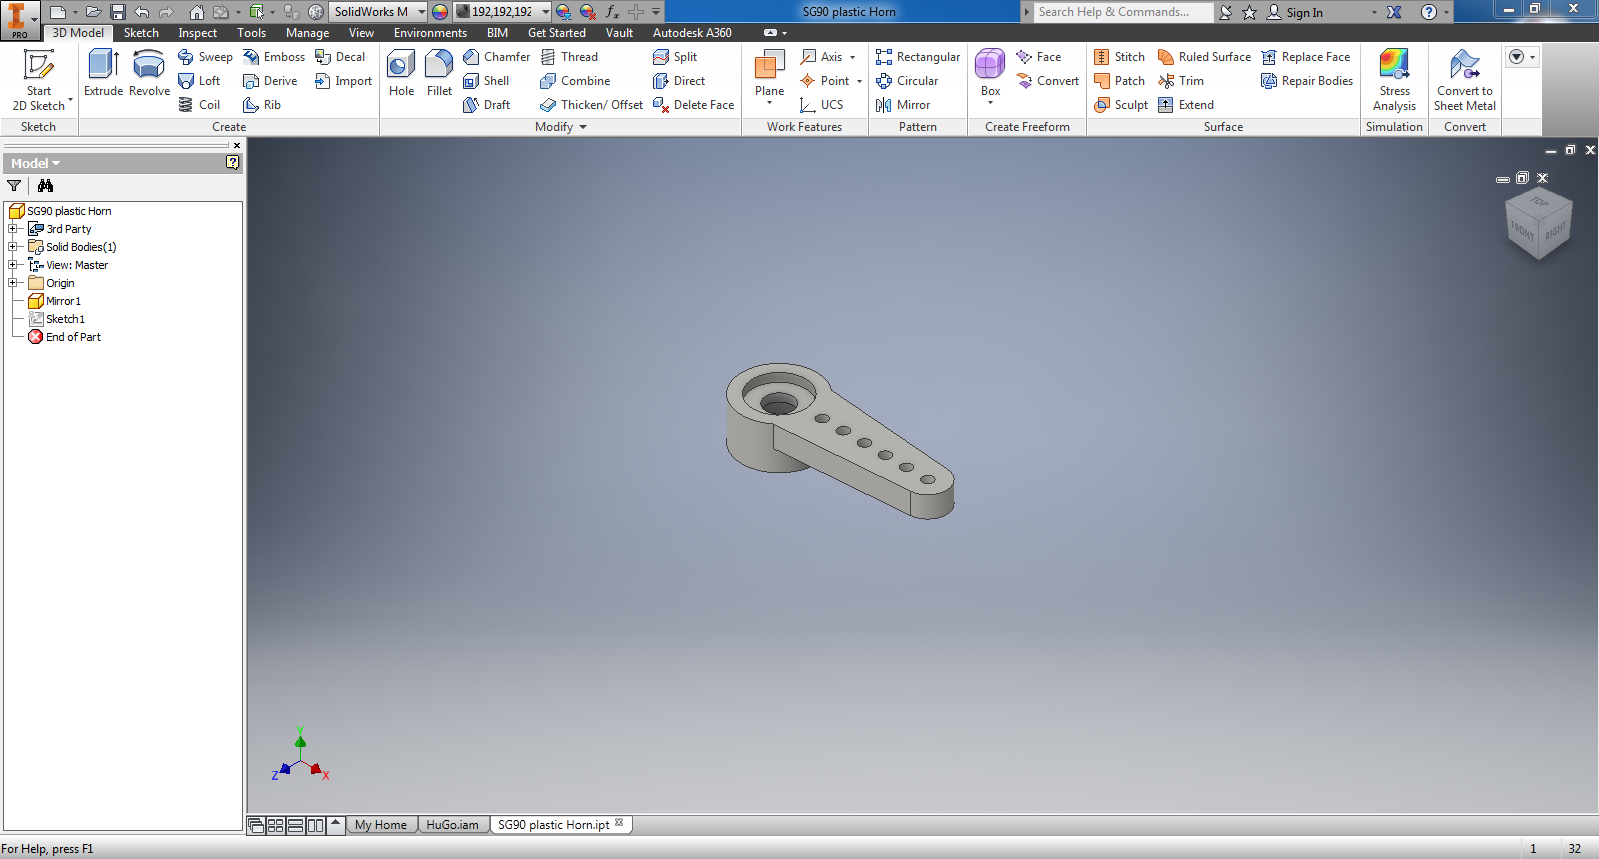 PRO
SolidWorks M
192,192,192
SG90 plastic Horn
Search Help & Commands...
Sign In
3D Model Sketch Inspect Tools Manage View Environments BIM Get Started Vault Autodesk A360
Start
2D Sketch
Extrude Revolve
Sweep Emboss Decal
Loft Derive Import
Coil Rib
Hole Fillet
Chamfer Thread Split
Shell Combine Direct
Draft Thicken/ Offset Delete Face
Plane
Axis
Point
UCS
Rectangular
Circular
Mirror
Box
Face
Convert
Stitch Ruled Surface Replace Face
Patch Trim Repair Bodies
Sculpt Extend
Stress
Analysis
Convert to
Sheet Metal
Sketch Create Modify Work Features Pattern Create Freeform Surface Simulation Convert
Model
SG90 plastic Horn
3rd Party
Solid Bodies(1)
View: Master
Origin
Mirror1
Sketch1
End of Part
TOP
FRONT RIGHT
Y
Z X
My Home HuGo.iam SG90 plastic Horn.ipt
For Help, press F1
1 32